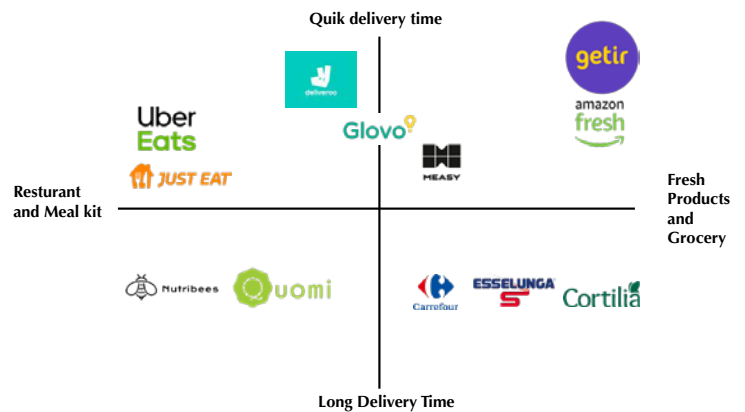 Quik delivery time
deliveroo
getir
amazon
fresh
Uber
Eats
Glovo
MEASY
JUST EAT
Resturant
and Meal kit
Fresh
Products
and
Grocery
Nutribees
Quomi
Carrefour
ESSELUNGA
S
Cortilia
Long Delivery Time